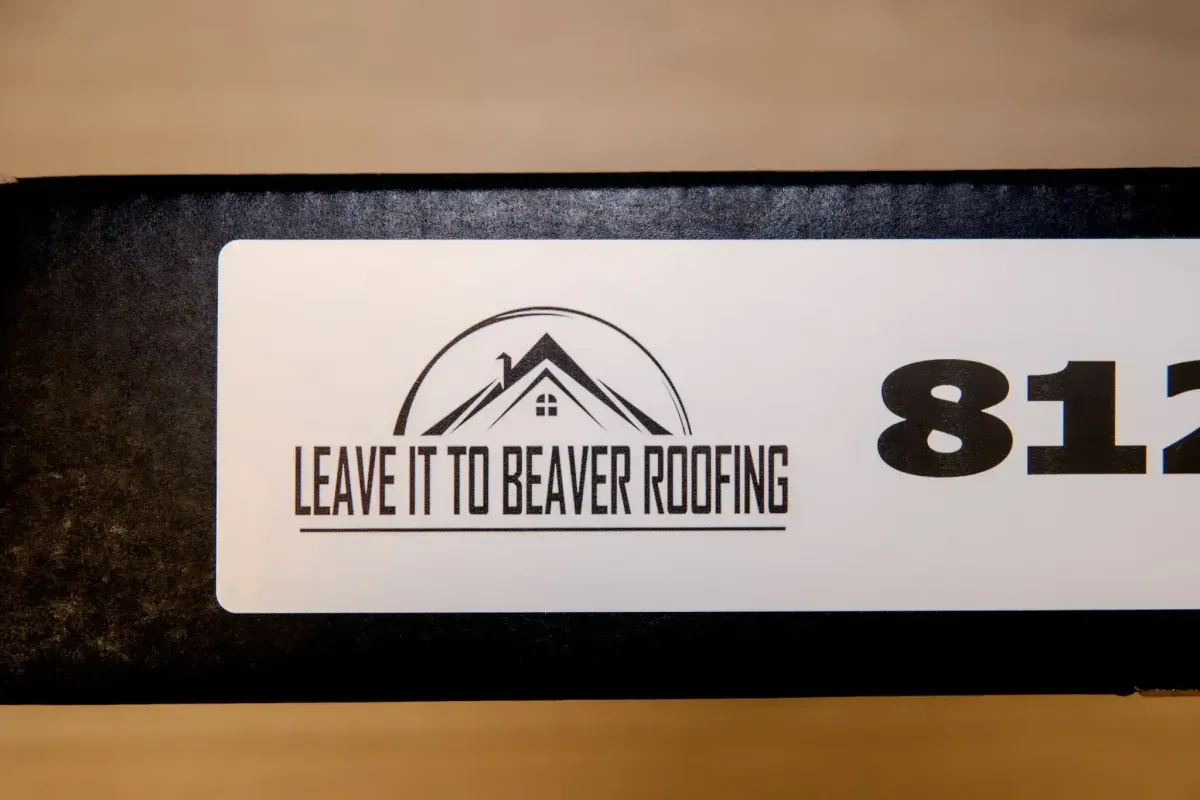 LEAVE IT TO BEAVER ROOFING
812